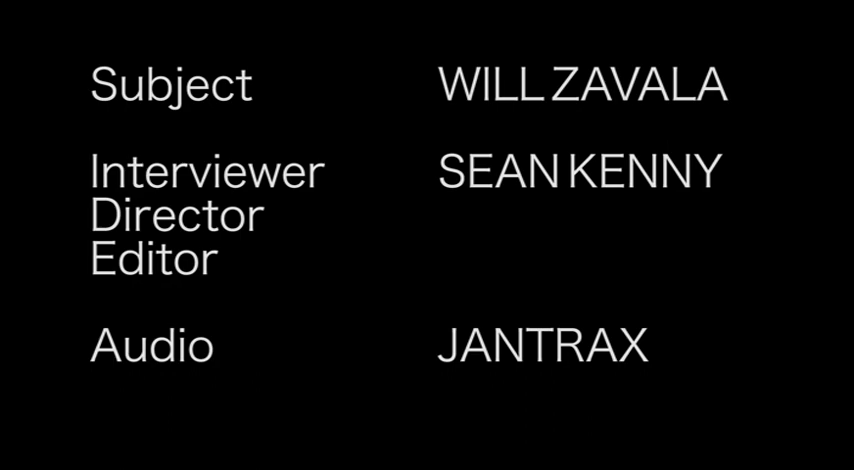 Subject WILL ZAVALA
Interviewer SEAN KENNY
Director
Editor
Audio JANTRAX